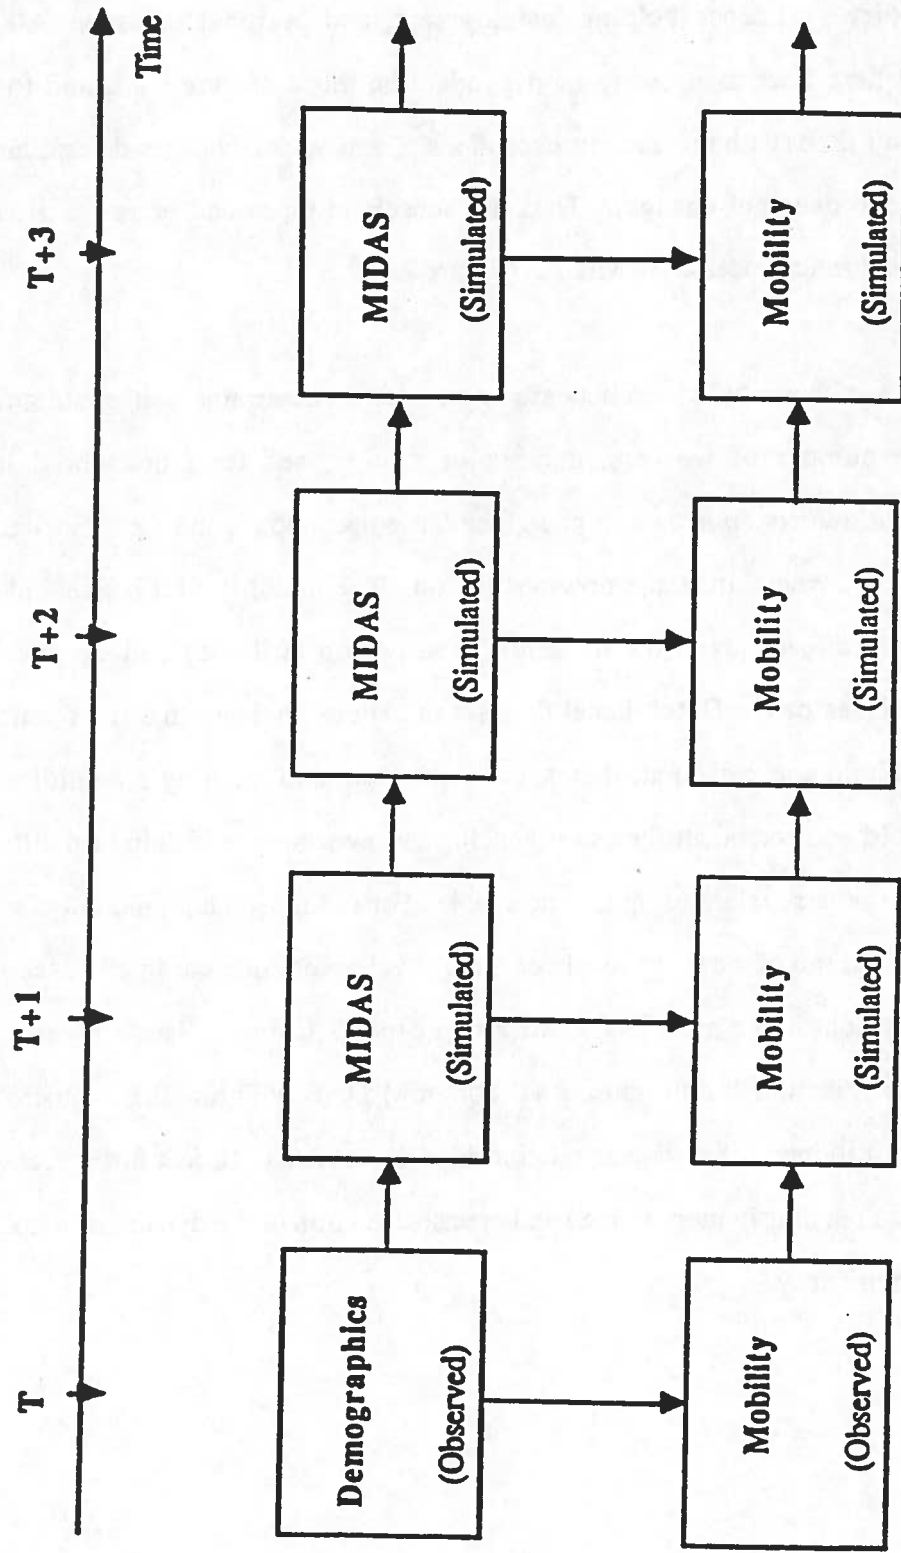 T
T+1
T+2
T+3
Time
Demographics
(Observed)
MIDAS
(Simulated)
MIDAS
(Simulated)
MIDAS
(Simulated)
Mobility
(Observed)
Mobility
(Simulated)
Mobility
(Simulated)
Mobility
(Simulated)